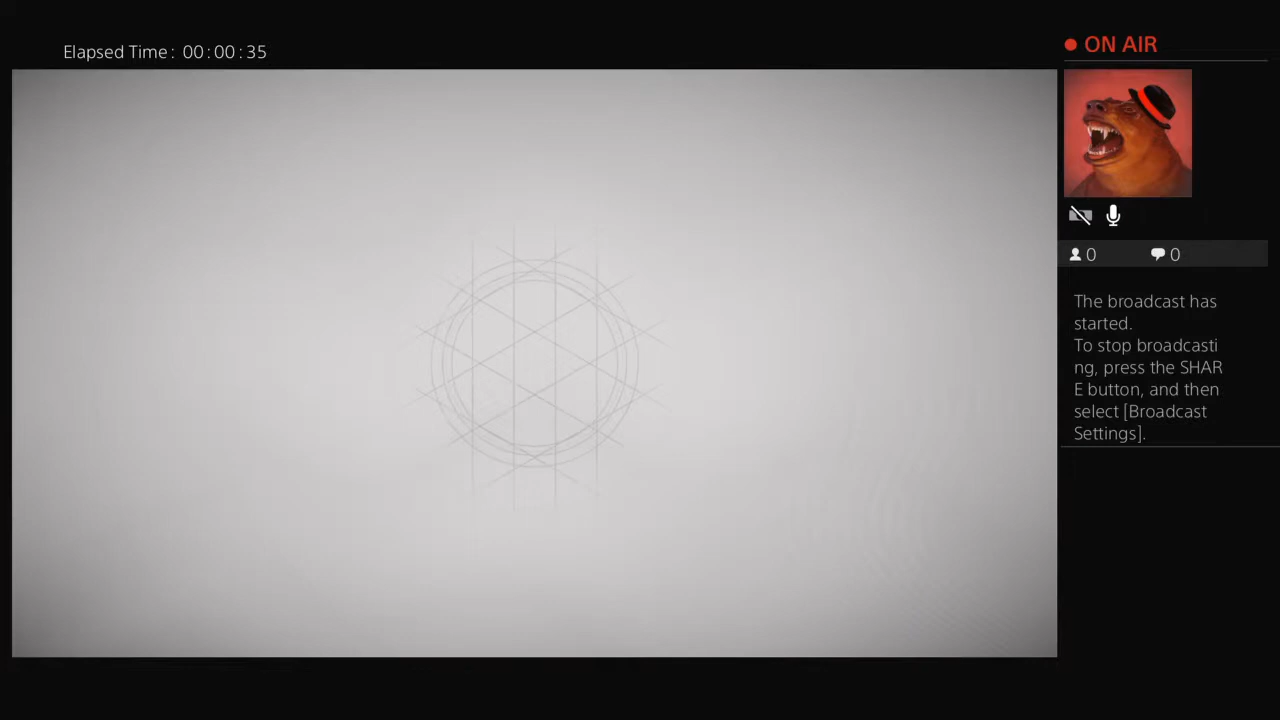 Elapsed Time: 00:00:35
ON AIR
0 0
The broadcast has
started.
To stop broadcasti
ng, press the SHAR
E button, and then
select [Broadcast
Settings].